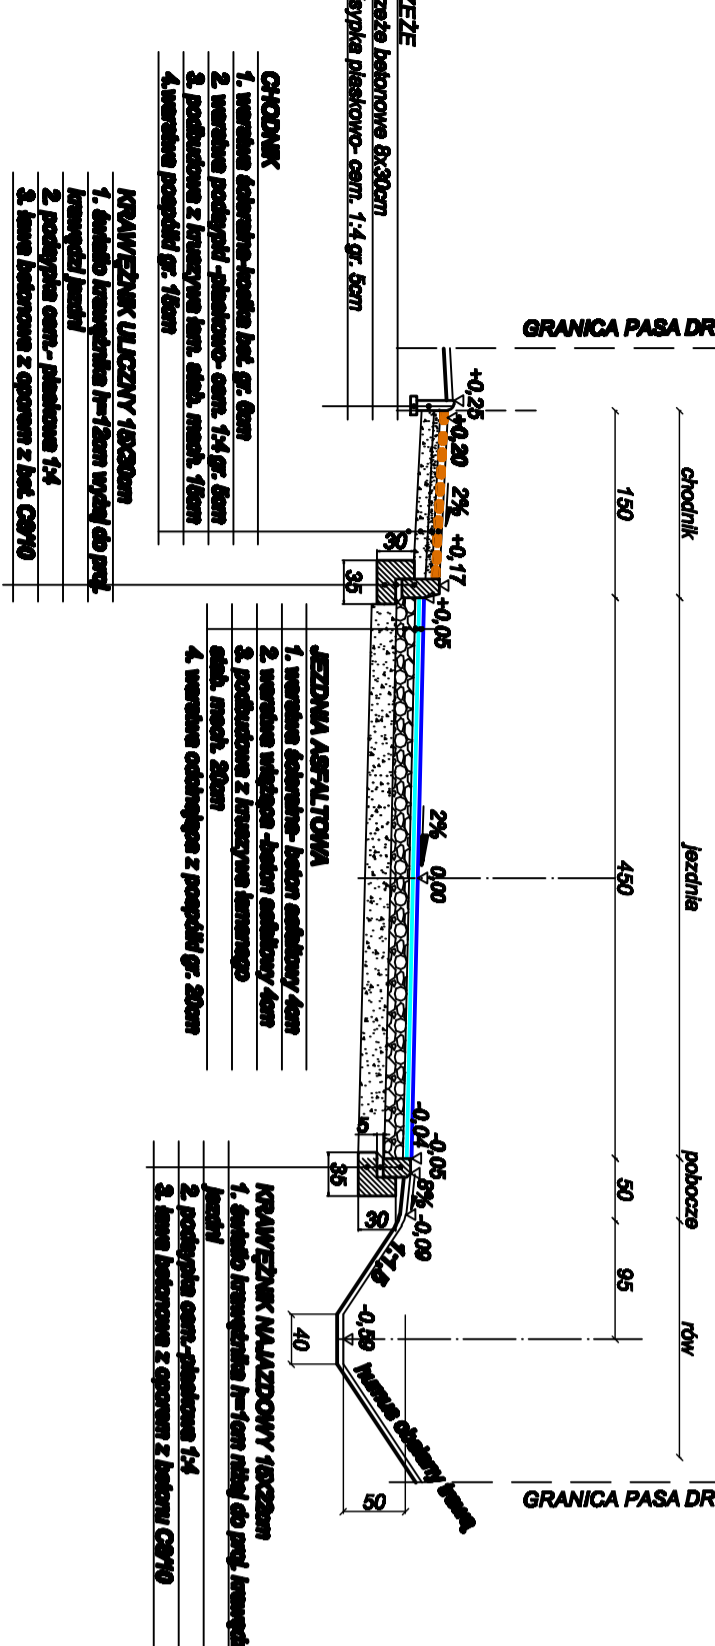 GRANICA PASA DR
GRANICA PASA DR
chodnik
jezdnia
pobocze
rów
150
450
50
95
+0,25
+0,20
2%
+0,17
+0,05
2%
0,00
-0,04
-0,05
8%
-0,09
1:1,5
-0,59
30
35
5
35
30
40
50
rzeże betonowe 8x30cm
sypka piaskowo- cem. 1:4 gr. 5cm
CHODNIK
1. warstwa ścieralna-kostka bet. gr. 6cm
2. warstwa podsypki -piaskowo-cem. 1:4 gr. 5cm
3. podbudowa z kruszywa łam. stab. mech. 15cm
4. warstwa pospółki gr. 15cm
KRAWĘŻNIK ULICZNY 15X30cm
1. światło krawężnika h=12cm wyżej do proj.
krawędzi jezdni
2. podsypka cem.- piaskowa 1:4
3. ława betonowa z oporem z bet. C8/10
JEZDNIA ASFALTOWA
1. warstwa ścieralna- beton asfaltowy 4cm
2. warstwa wiążąca -beton asfaltowy 4cm
3. podbudowa z kruszywa łamanego
stab. mech. 20cm
4. warstwa odcinająca z pospółki gr. 20cm
KRAWĘŻNIK NAJAZDOWY 15X22cm
1. światło krawężnika h=1cm niżej do proj. krawędz
jezdni
2. podsypka cem.-piaskowa 1:4
3. ława betonowa z oporem z betonu C8/10
humus obsiany trawą